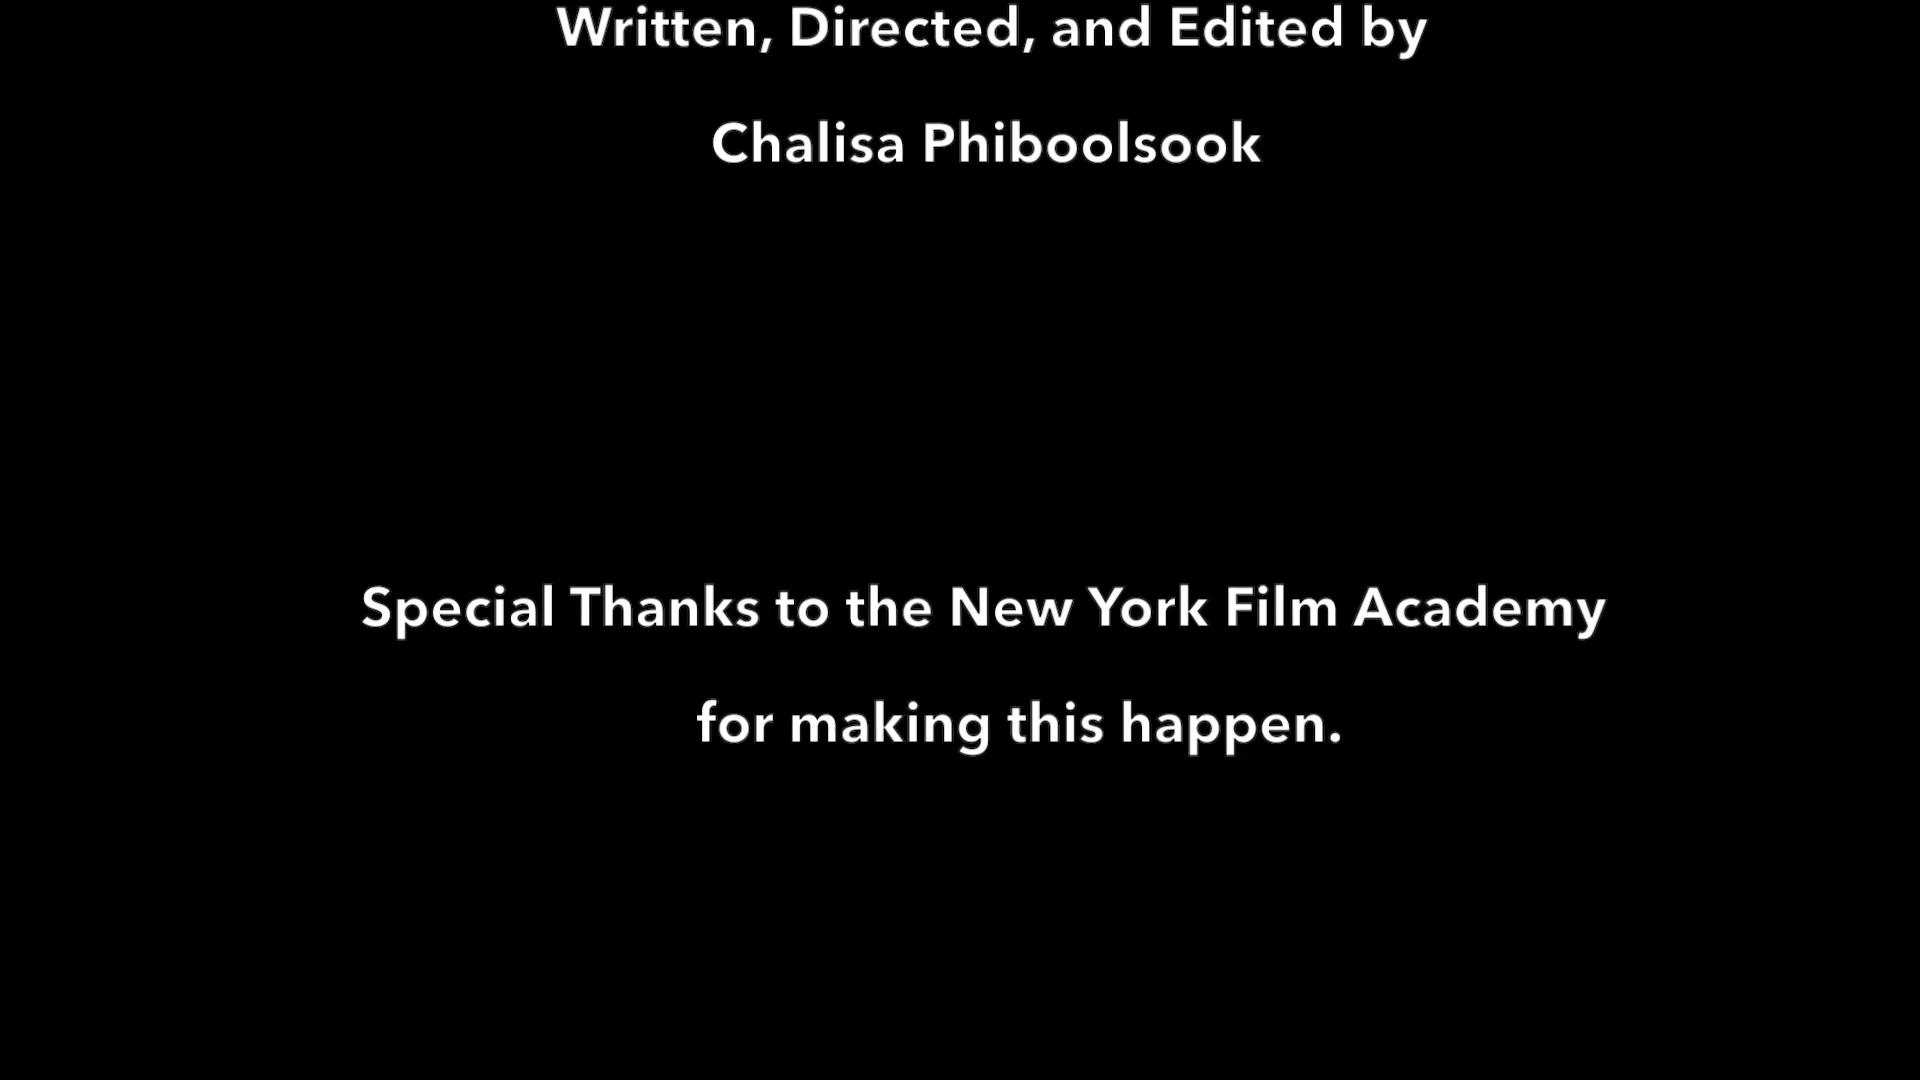 Written, Directed, and Edited by
Chalisa Phiboolsook
Special Thanks to the New York Film Academy
for making this happen.